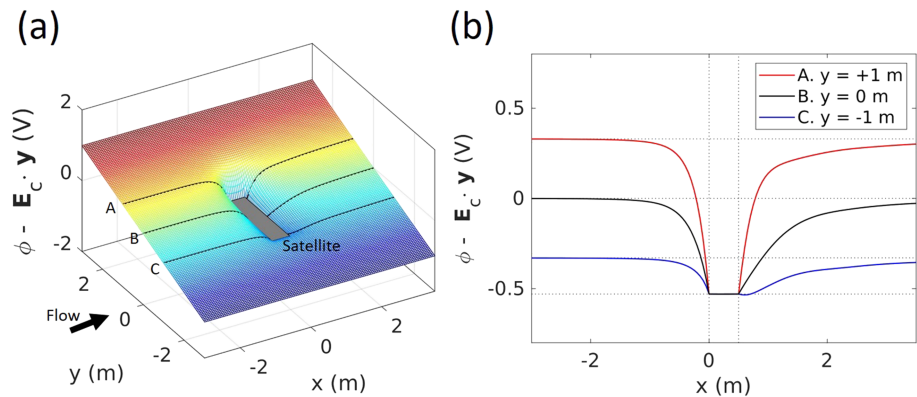 (a)
2
0
-2
ϕ - E_C · y (V)
A
B
C
Satellite
Flow
2
0
-2
y (m)
-2
0
2
x (m)
(b)
0.5
0
-0.5
ϕ - E_C · y (V)
A. y = +1 m
B. y = 0 m
C. y = -1 m
-2
0
2
x (m)